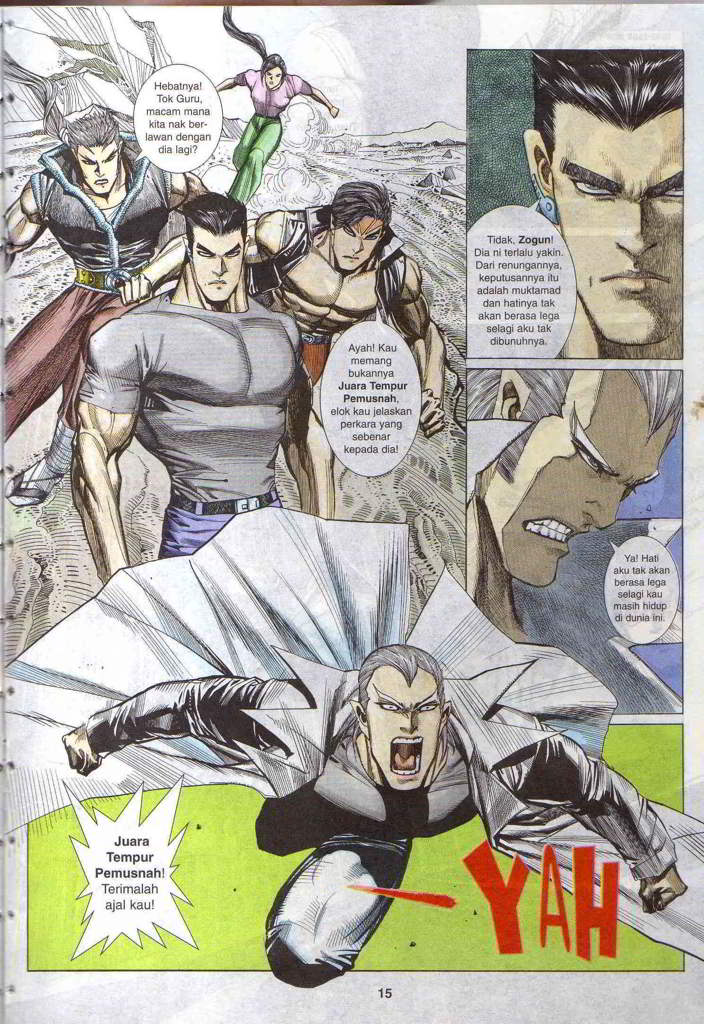 Hebatnya!
Tok Guru,
macam mana
kita nak ber-
lawan dengan
dia lagi?
Tidak, Zogun!
Dia ni terlalu yakin.
Dari renungannya,
keputusannya itu
adalah muktamad
dan hatinya tak
akan berasa lega
selagi aku tak
dibunuhnya.
Ayah! Kau
memang
bukannya
Juara Tempur
Pemusnah,
elok kau jelaskan
perkara yang
sebenar
kepada dia!
Ya! Hati
aku tak akan
berasa lega
selagi kau
masih hidup
di dunia ini.
Juara
Tempur
Pemusnah!
Terimalah
ajal kau!
YAH
15